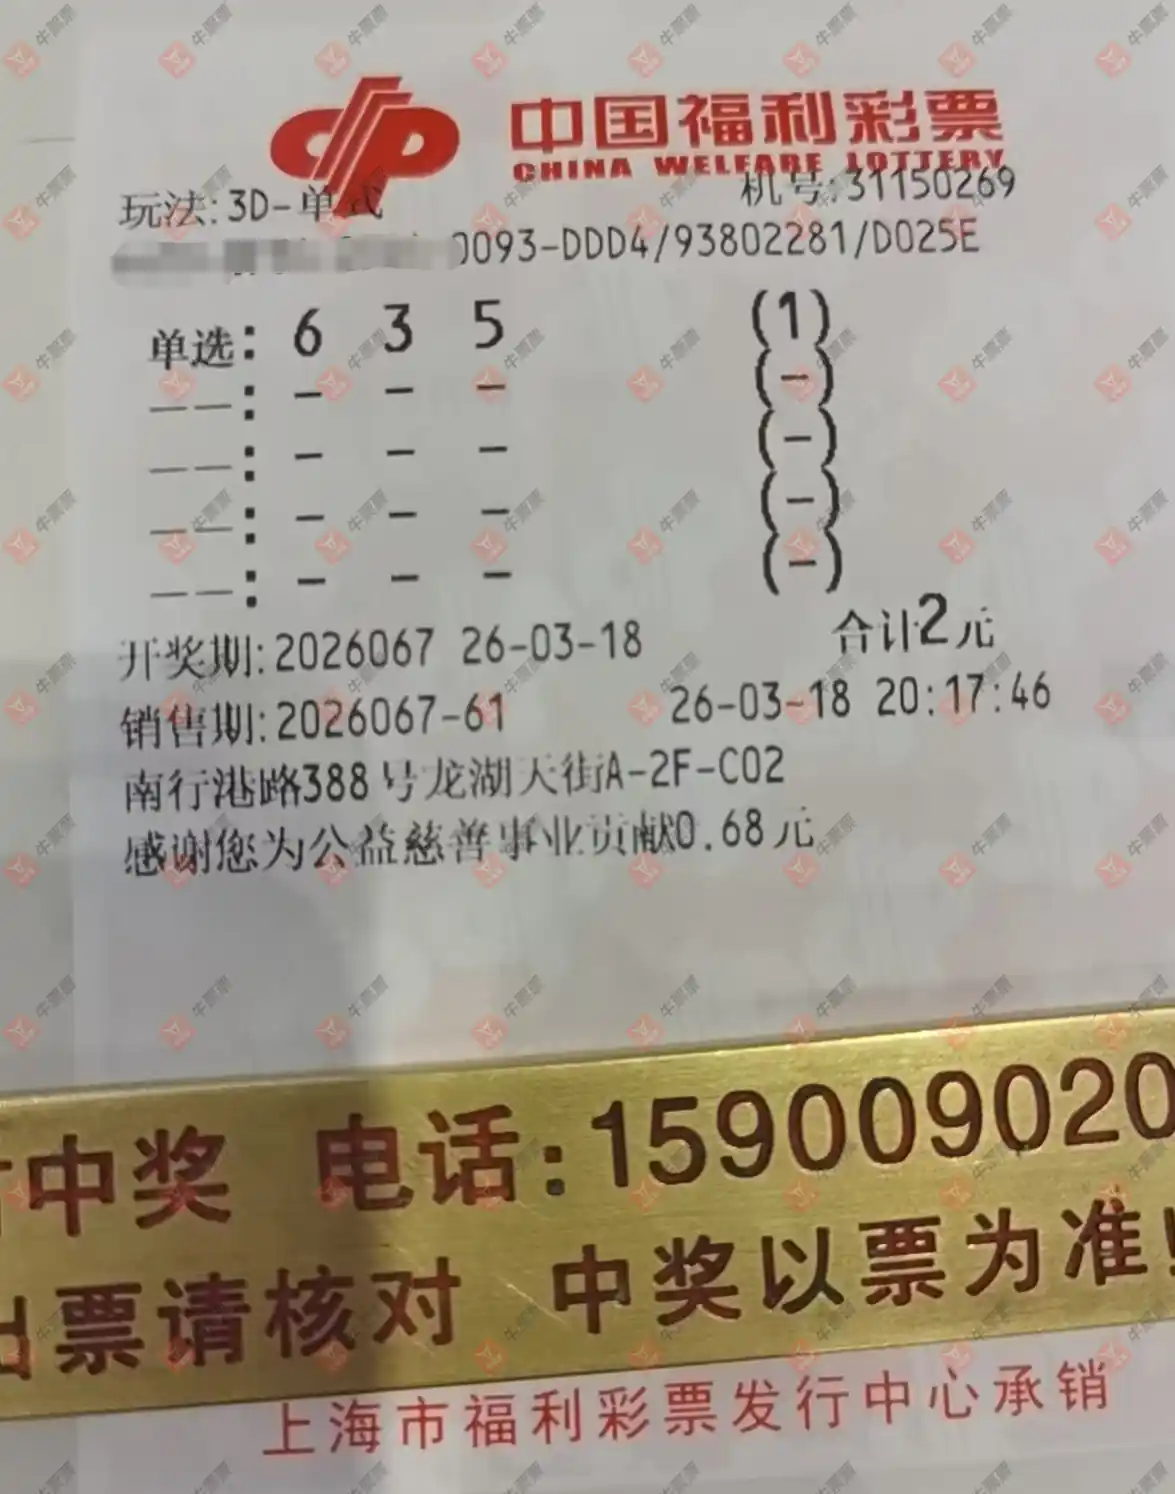 中国福利彩票
CHINA WELFARE LOTTERY
玩法:3D-单式 机号:31150269
0093-DDD4/93802281/D025E
单选: 6 3 5 (1)
——: - - - (-)
——: - - - (-)
——: - - - (-)
——: - - - (-)
开奖期:2026067 26-03-18 合计2元
销售期:2026067-61 26-03-18 20:17:46
南行港路388号龙湖天街A-2F-C02
感谢您为公益慈善事业贡献0.68元
中奖 电话:159009020
出票请核对 中奖以票为准!
上海市福利彩票发行中心承销
牛票票